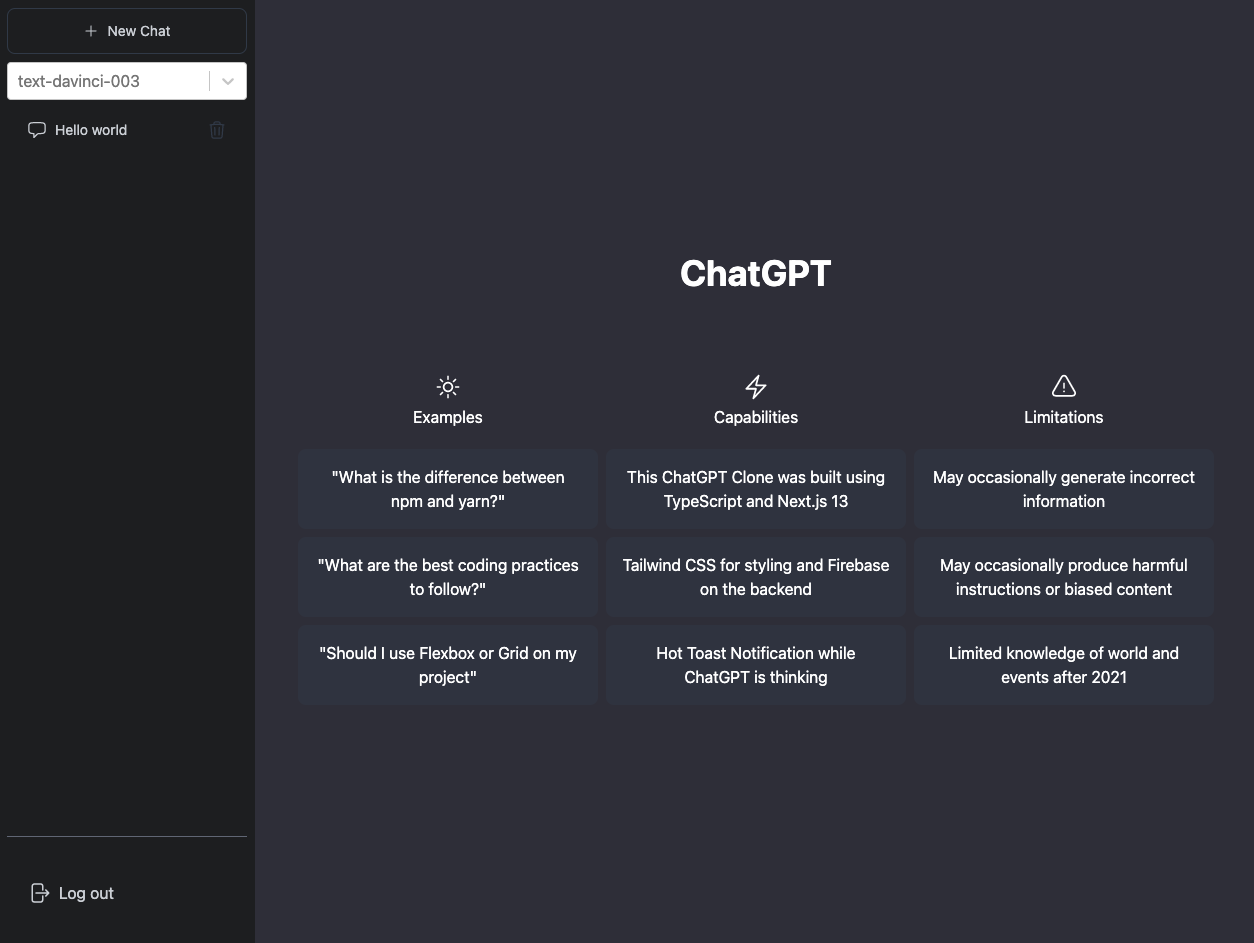 New Chat
text-davinci-003
Hello world
Log out
ChatGPT
Examples
"What is the difference between
npm and yarn?"
"What are the best coding practices
to follow?"
"Should I use Flexbox or Grid on my
project"
Capabilities
This ChatGPT Clone was built using
TypeScript and Next.js 13
Tailwind CSS for styling and Firebase
on the backend
Hot Toast Notification while
ChatGPT is thinking
Limitations
May occasionally generate incorrect
information
May occasionally produce harmful
instructions or biased content
Limited knowledge of world and
events after 2021